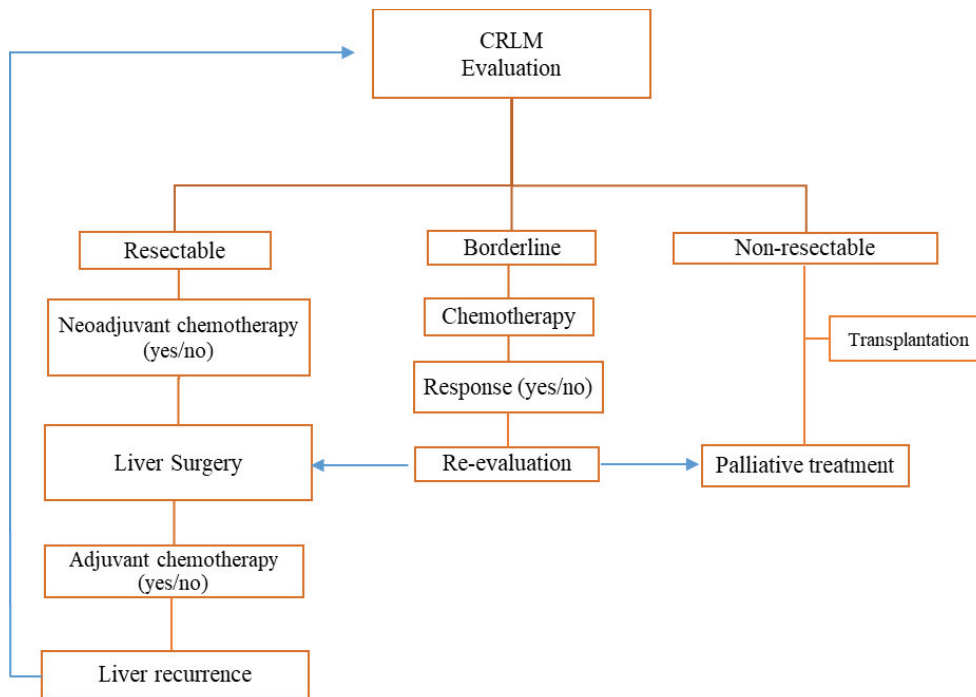 CRLM
Evaluation
Resectable
Borderline
Non-resectable
Neoadjuvant chemotherapy
(yes/no)
Chemotherapy
Transplantation
Response (yes/no)
Liver Surgery
Re-evaluation
Palliative treatment
Adjuvant chemotherapy
(yes/no)
Liver recurrence